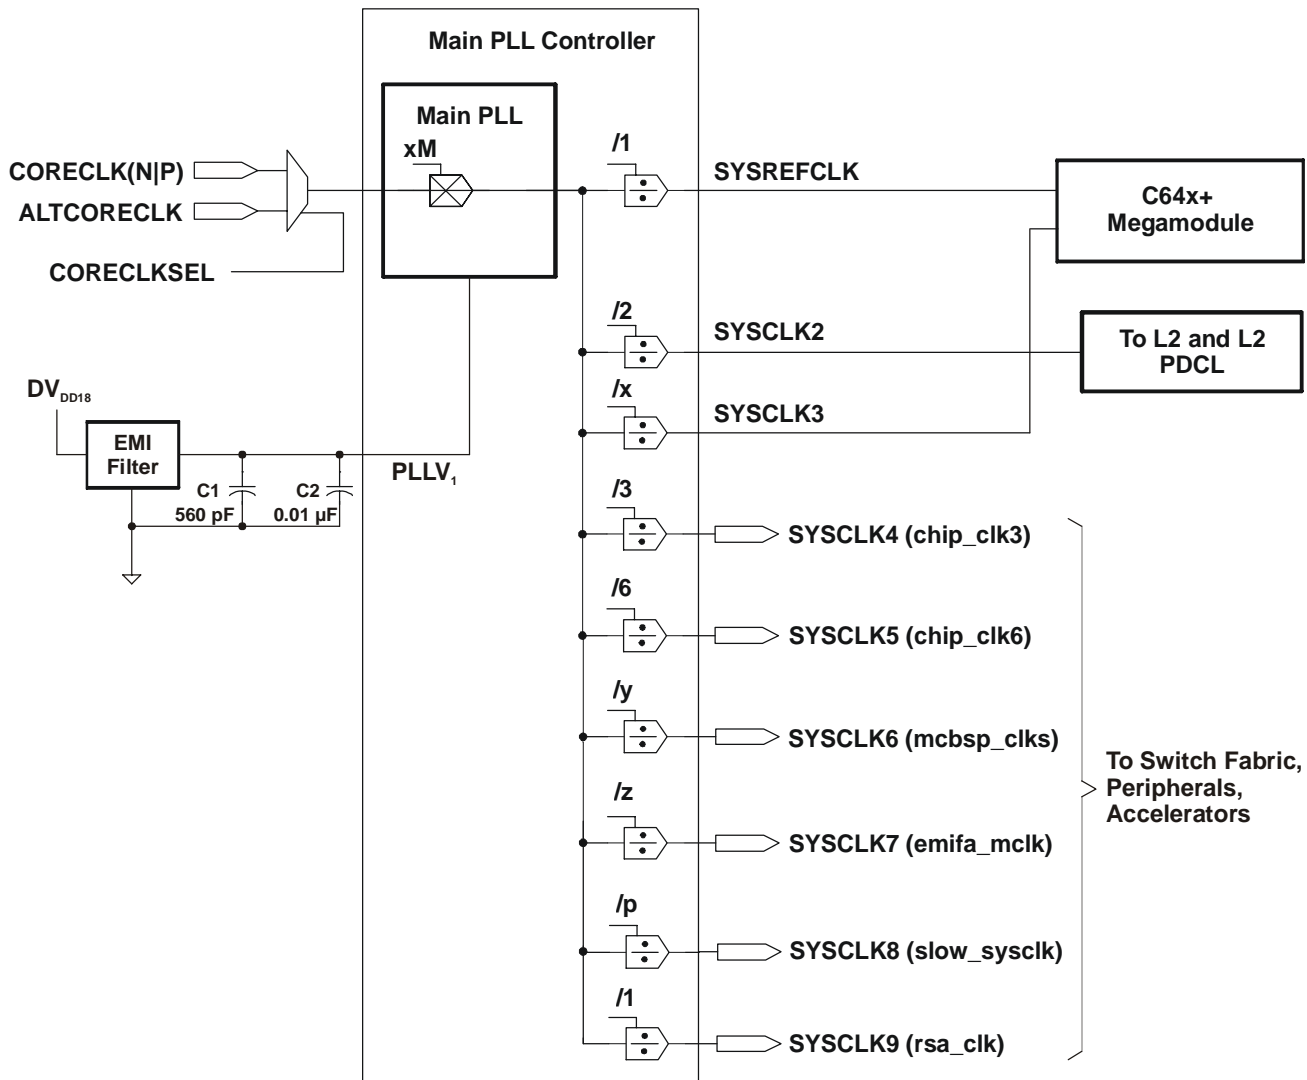 Main PLL Controller
Main PLL
xM
/1
CORECLK(N|P)
SYSREFCLK
C64x+
Megamodule
ALTCORECLK
CORECLKSEL
/2
SYSCLK2
To L2 and L2
PDCL
/x
SYSCLK3
DVDD18
EMI
Filter
PLLV1
C1
560 pF
C2
0.01 µF
/3
SYSCLK4 (chip_clk3)
/6
SYSCLK5 (chip_clk6)
/y
SYSCLK6 (mcbsp_clks)
To Switch Fabric,
Peripherals,
Accelerators
/z
SYSCLK7 (emifa_mclk)
/p
SYSCLK8 (slow_sysclk)
/1
SYSCLK9 (rsa_clk)